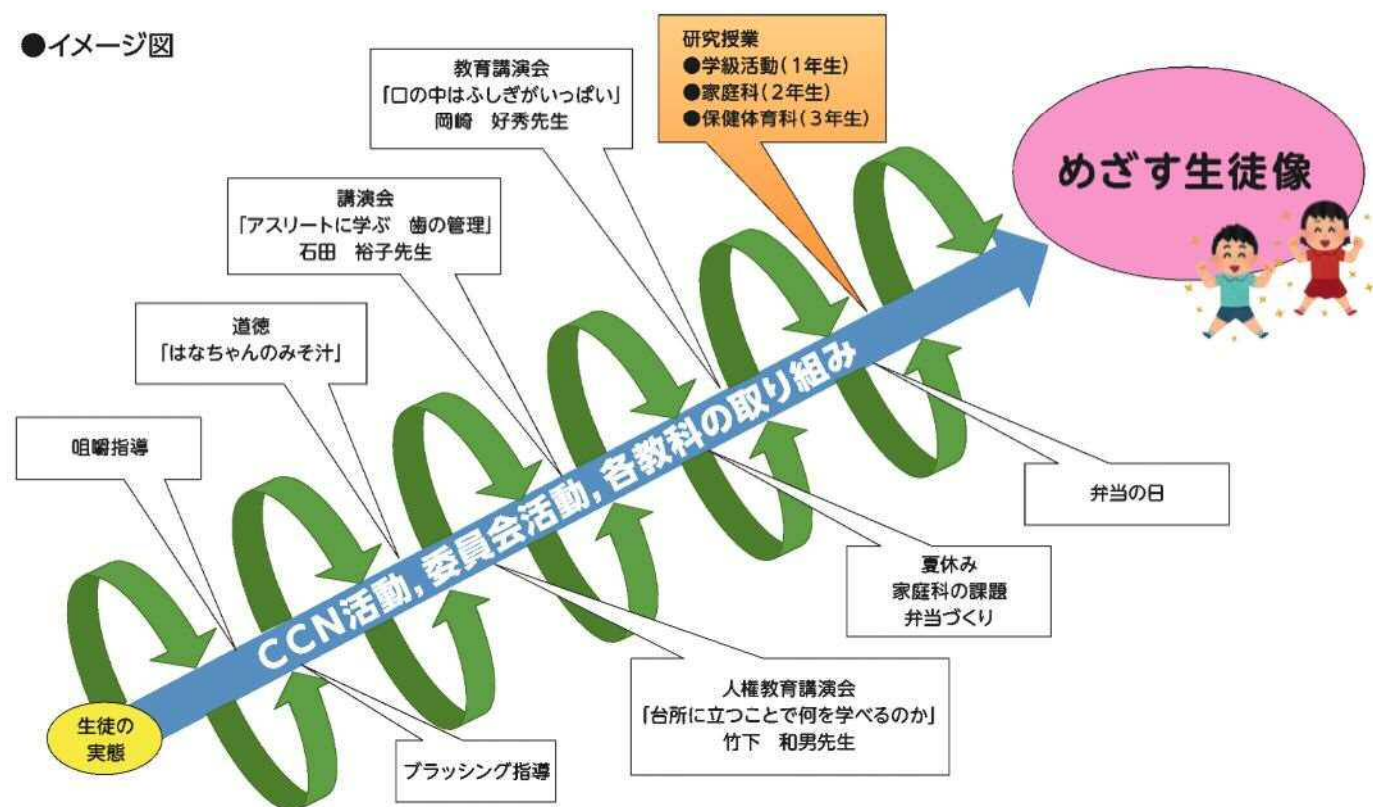 ●イメージ図
教育講演会
「口の中はふしぎがいっぱい」
岡崎　好秀先生
研究授業
●学級活動(1年生)
●家庭科(2年生)
●保健体育科(3年生)
めざす生徒像
講演会
「アスリートに学ぶ　歯の管理」
石田　裕子先生
道徳
「はなちゃんのみそ汁」
咀嚼指導
CCN活動,委員会活動,各教科の取り組み
弁当の日
夏休み
家庭科の課題
弁当づくり
人権教育講演会
「台所に立つことで何を学べるのか」
竹下　和男先生
ブラッシング指導
生徒の
実態